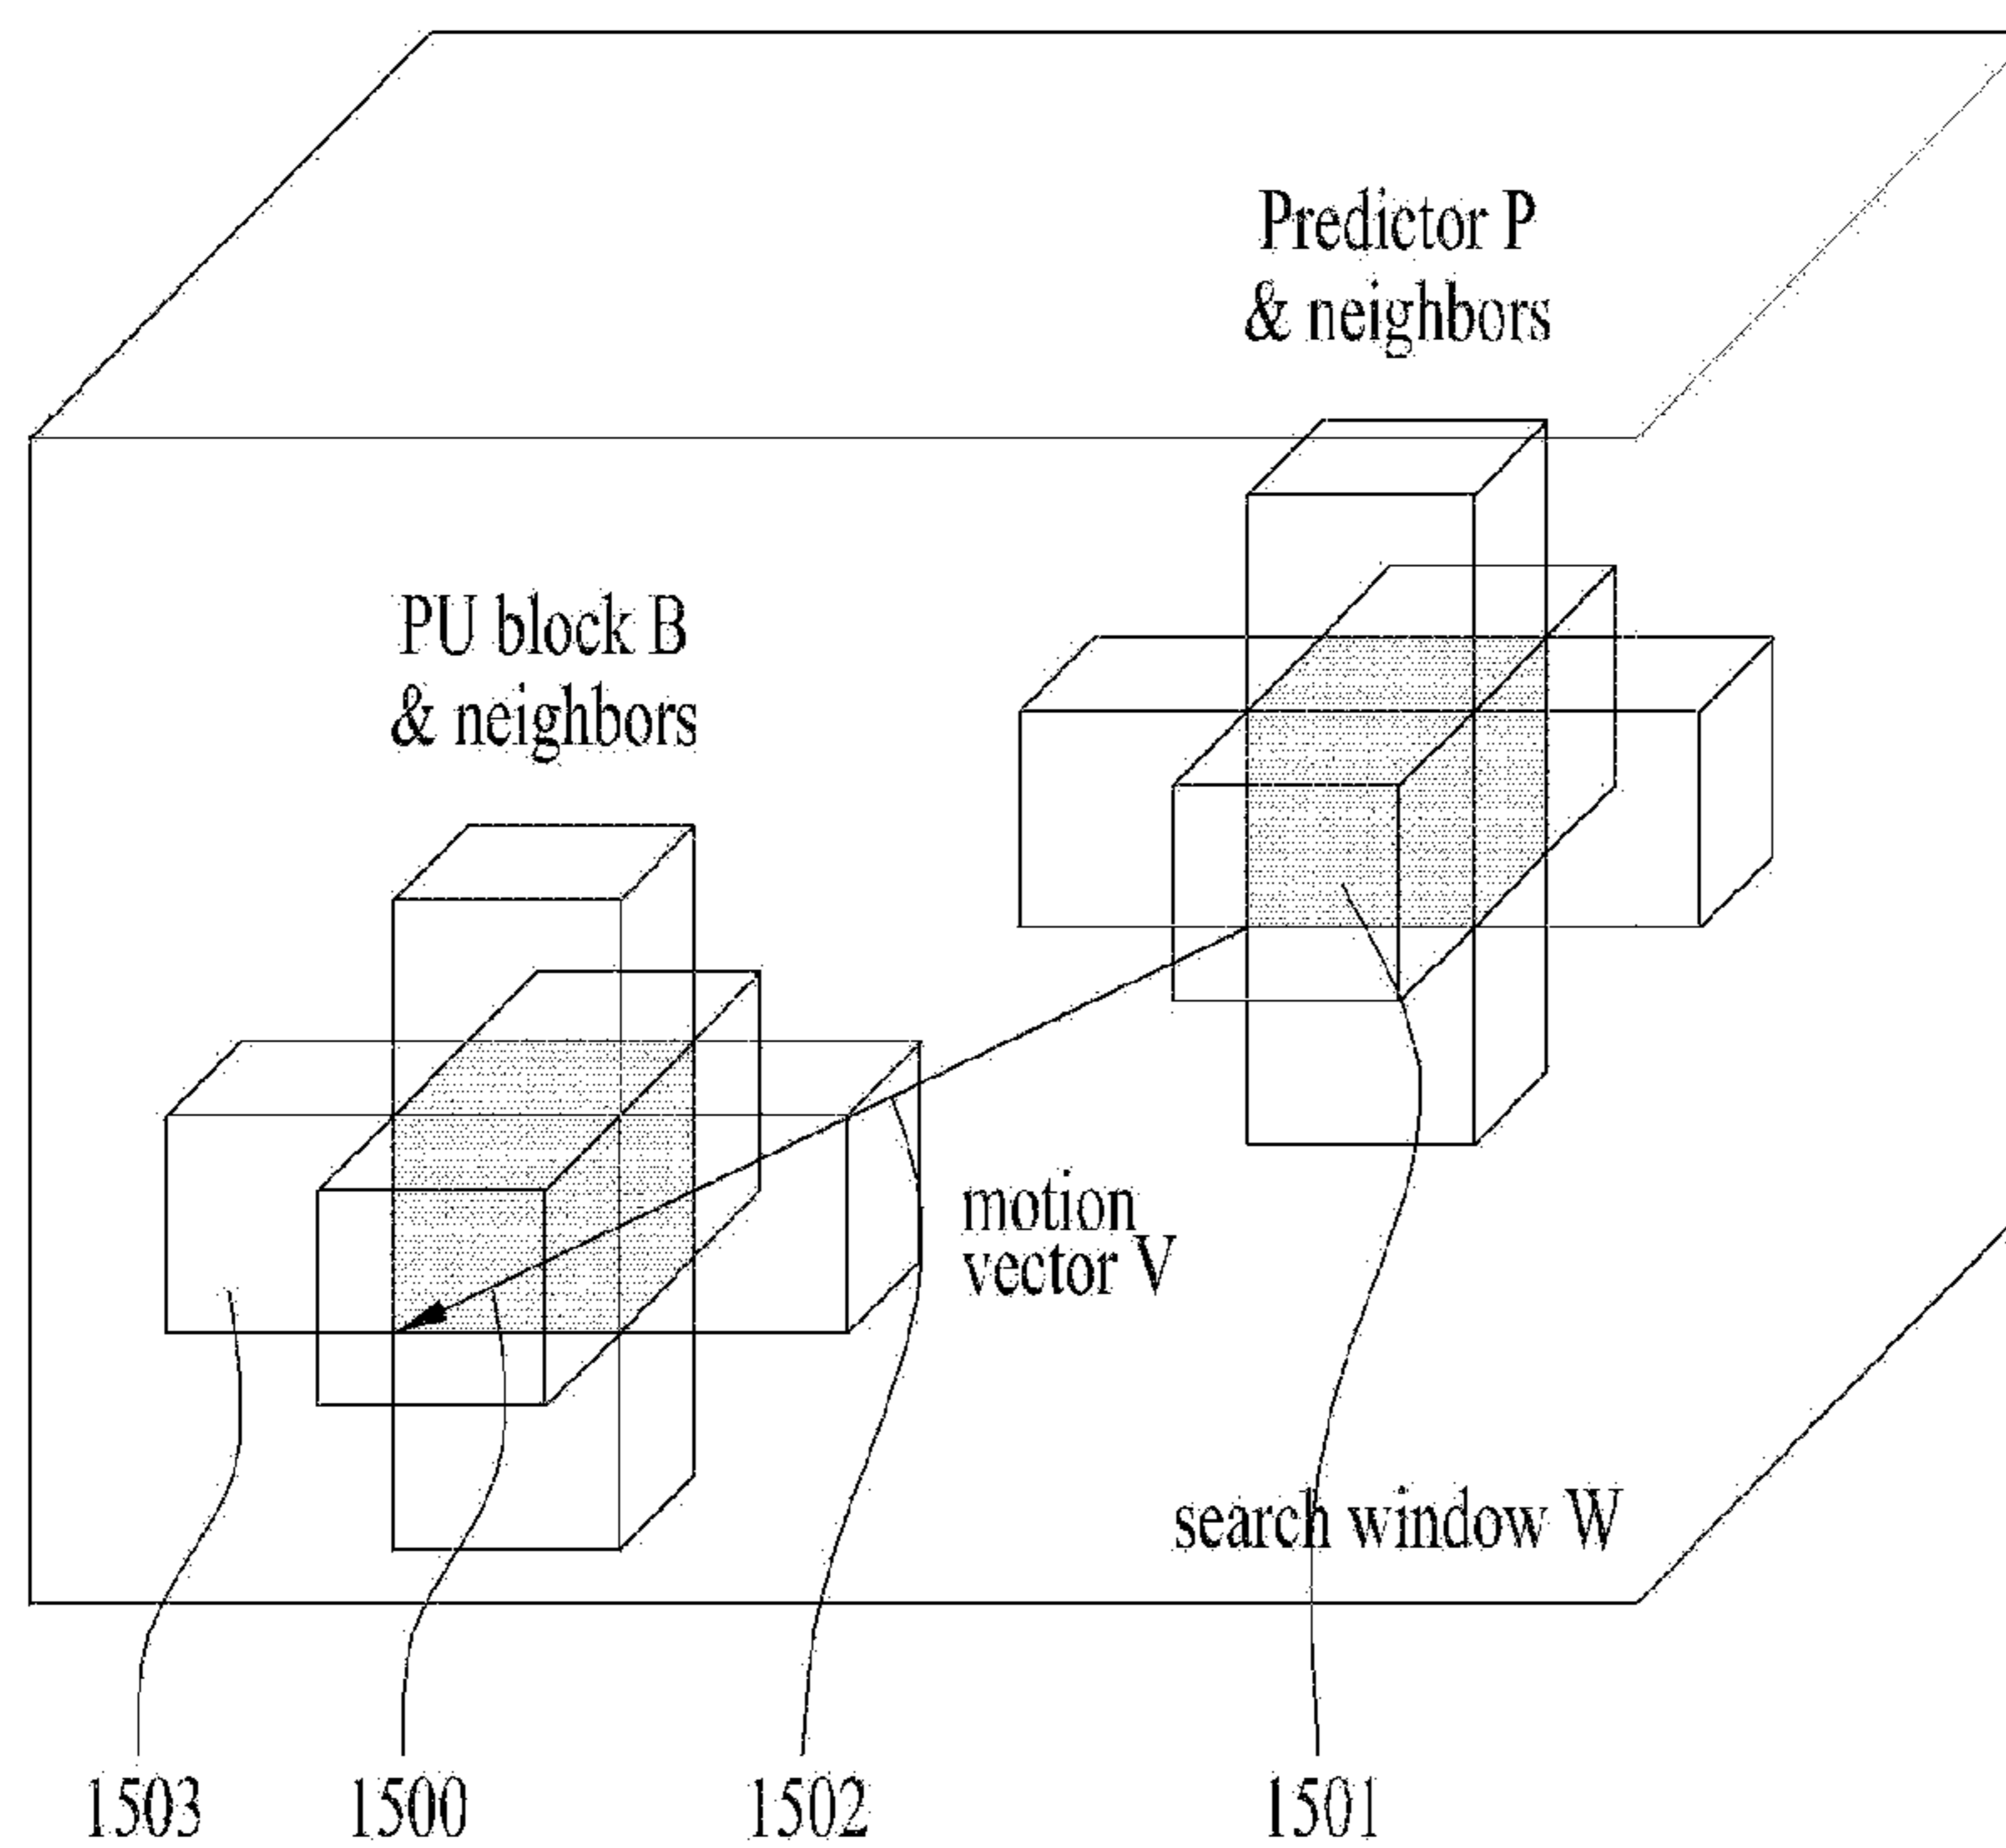 Predictor P
& neighbors
PU block B
& neighbors
motion
vector V
search window W
1503
1500
1502
1501